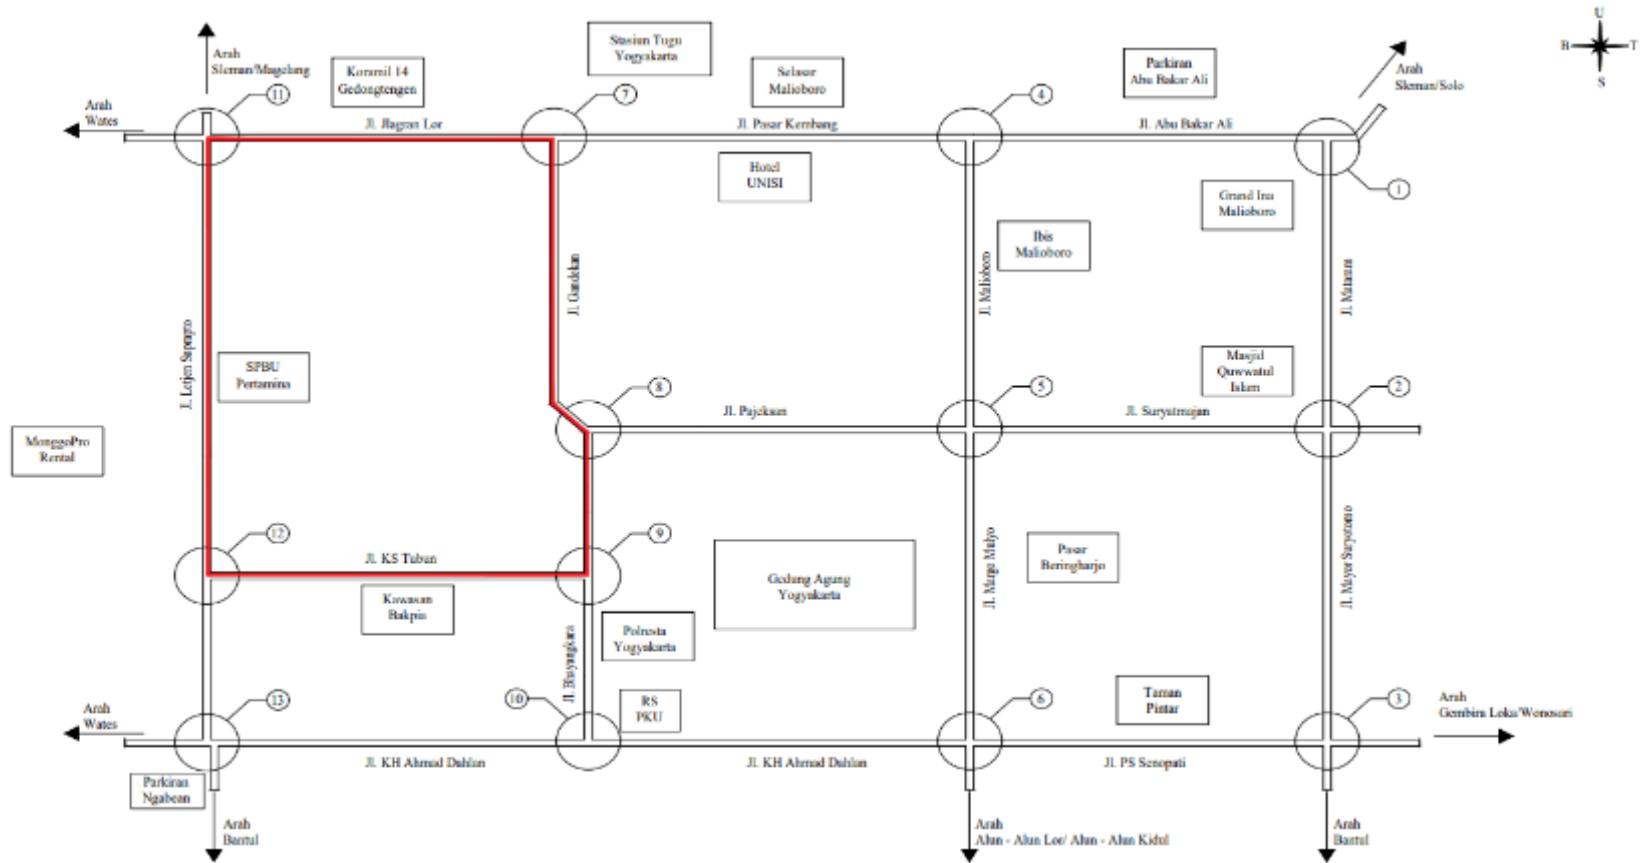 U
B
T
S
Arah
Sleman/Magelang
Koramil 14
Gedongtengen
Stasiun Tugu
Yogyakarta
Selasar
Malioboro
Parkiran
Abu Bakar Ali
Arah
Sleman/Solo
11
7
4
Arah
Wates
Jl. Jlagran Lor
Jl. Pasar Kembang
Jl. Abu Bakar Ali
1
Hotel
UNISI
Grand Ina
Malioboro
Ibis
Malioboro
Jl. Letjen Suprapto
Jl. Gandekan
Jl. Malioboro
Jl. Mataram
SPBU
Pertamina
Masjid
Quwwatul
Islam
8
5
2
Jl. Pajeksan
Jl. Suryatmajan
MonggoPro
Rental
12
9
Jl. KS Tubun
Kawasan
Bakpia
Gedung Agung
Yogyakarta
Pasar
Beringharjo
Jl. Marga Mulyo
Jl. Mayor Suryotomo
Polresta
Yogyakarta
Jl. Bhayangkara
RS
PKU
Taman
Pintar
13
10
6
3
Arah
Wates
Arah
Gembira Loka/Wonosari
Jl. KH Ahmad Dahlan
Jl. KH Ahmad Dahlan
Jl. PS Senopati
Parkiran
Ngabean
Arah
Bantul
Arah
Alun - Alun Lor/ Alun - Alun Kidul
Arah
Bantul